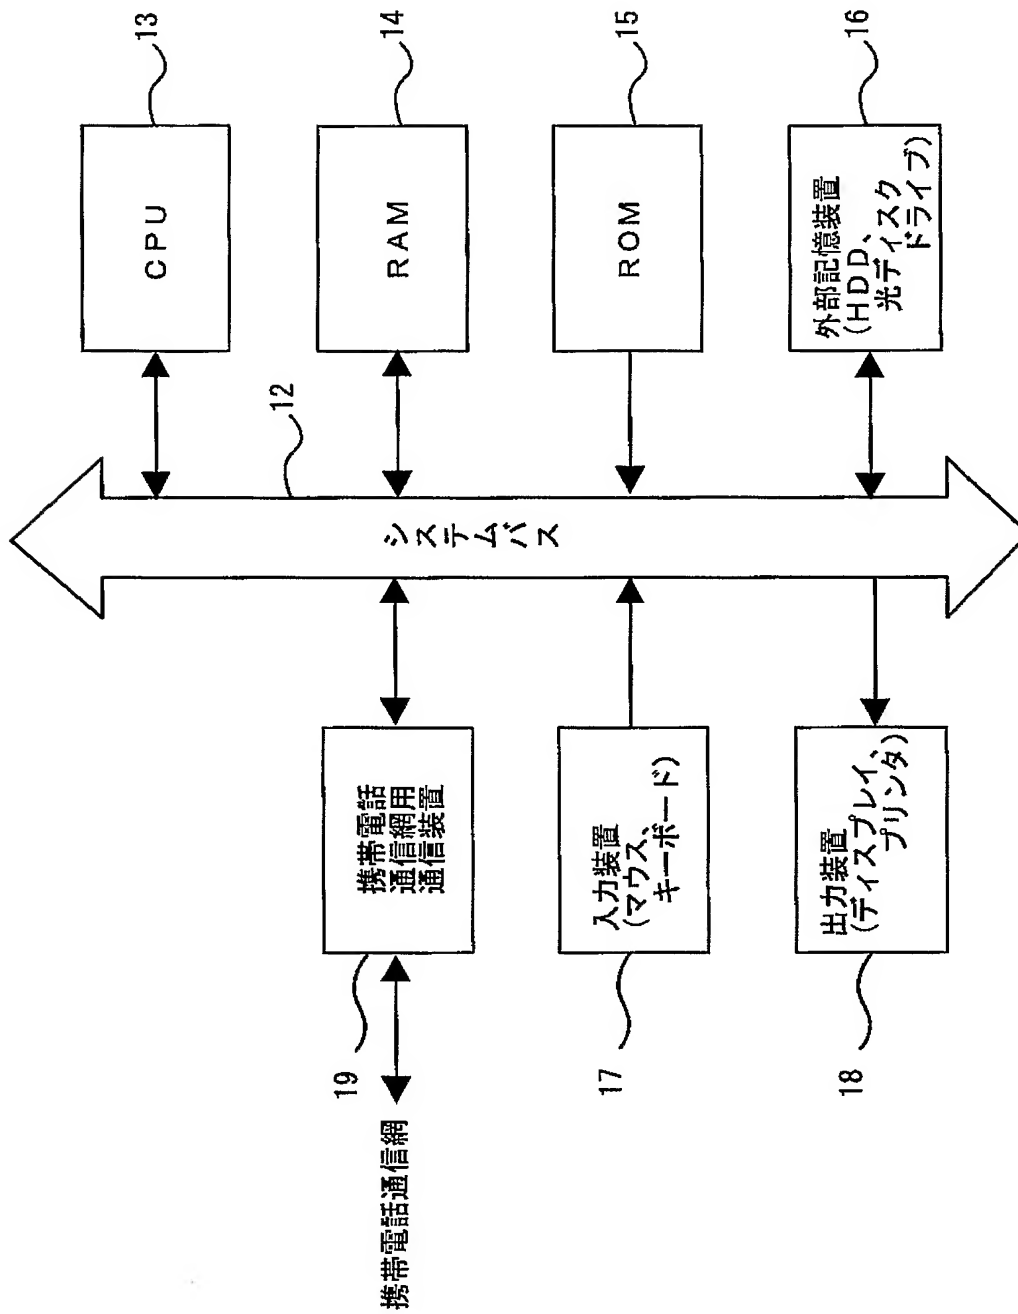 CPU
13
12
19
携帯電話
通信網用
通信装置
携帯電話通信網
システムバス
RAM
14
17
入力装置
(マウス、
キーボード)
ROM
15
18
出力装置
(ディスプレイ、
プリンタ)
外部記憶装置
(HDD、
光ディスク
ドライブ)
16